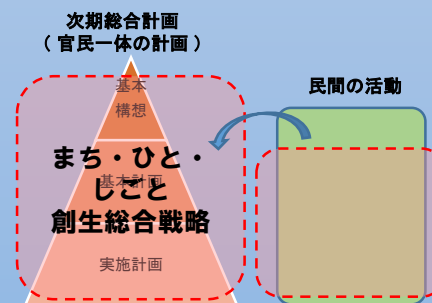 次期総合計画
（官民一体の計画）
民間の活動
基本
構想
まち・ひと・
しごと
基本計画
創生総合戦略
実施計画